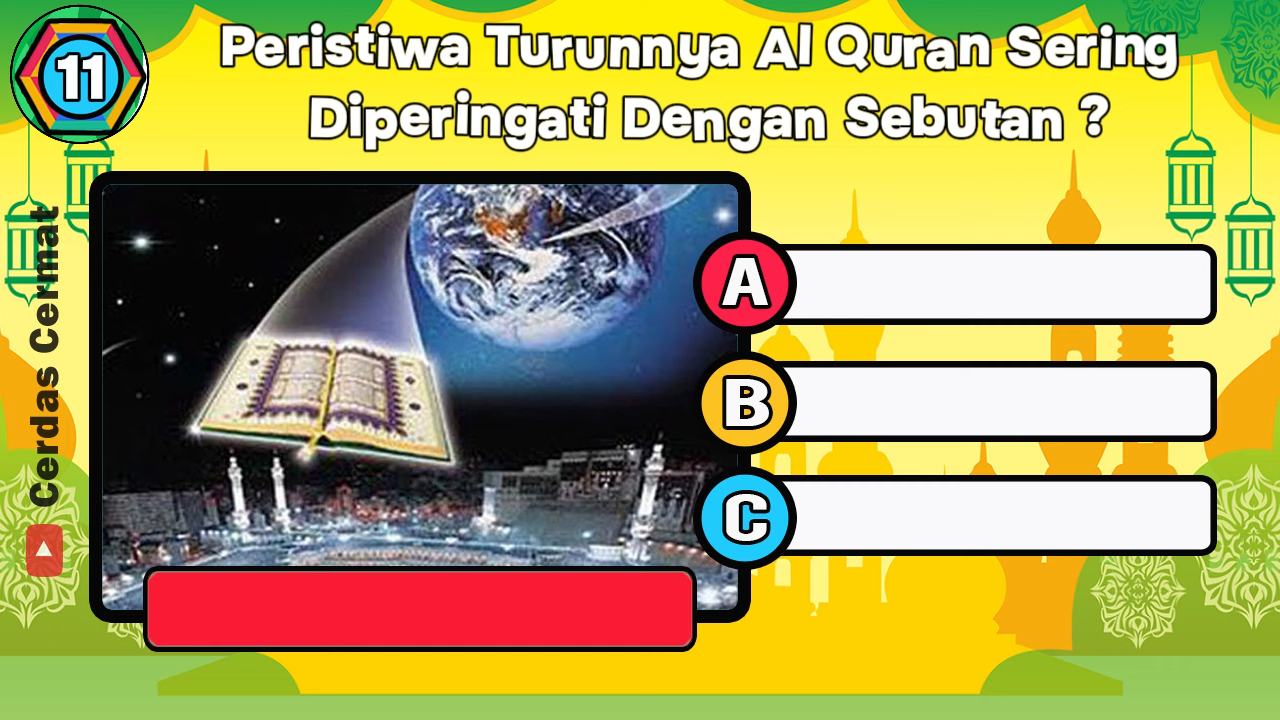 11
Peristiwa Turunnya Al Quran Sering
Diperingati Dengan Sebutan ?
Cerdas Cermat
A
B
C